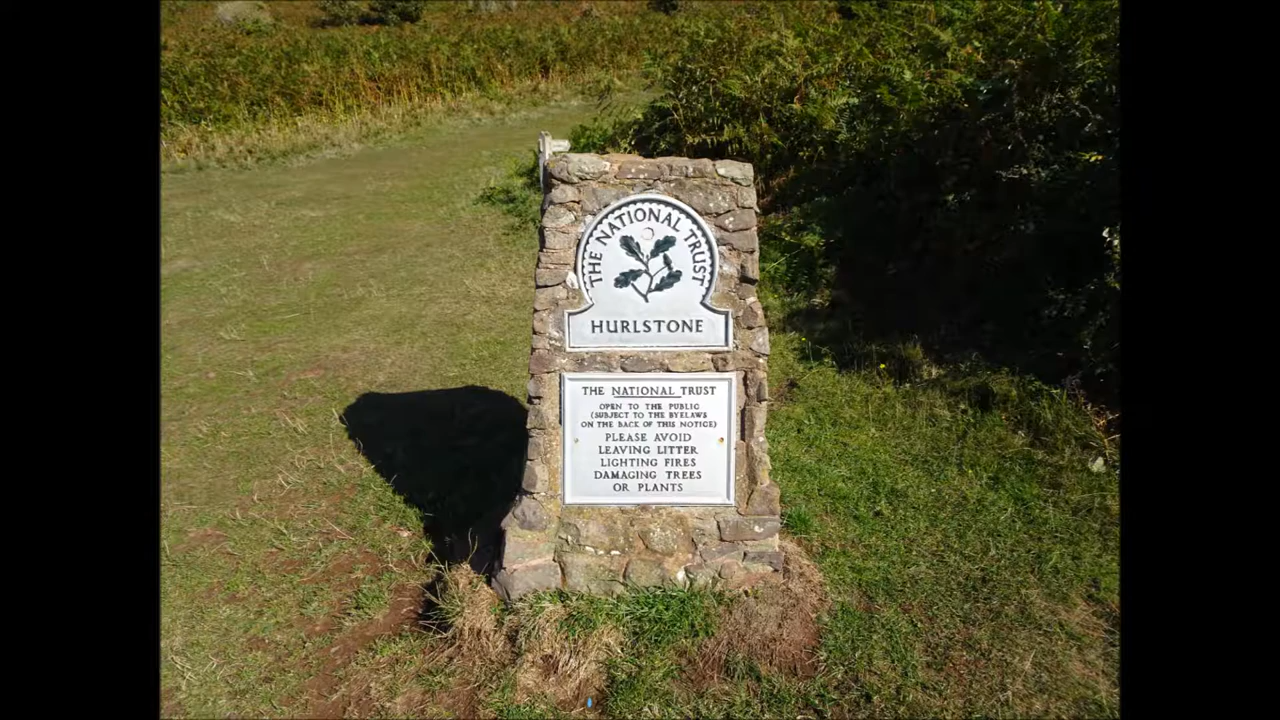 THE NATIONAL TRUST
HURLSTONE
THE NATIONAL TRUST
OPEN TO THE PUBLIC
(SUBJECT TO THE BYELAWS
ON THE BACK OF THIS NOTICE)
PLEASE AVOID
LEAVING LITTER
LIGHTING FIRES
DAMAGING TREES
OR PLANTS